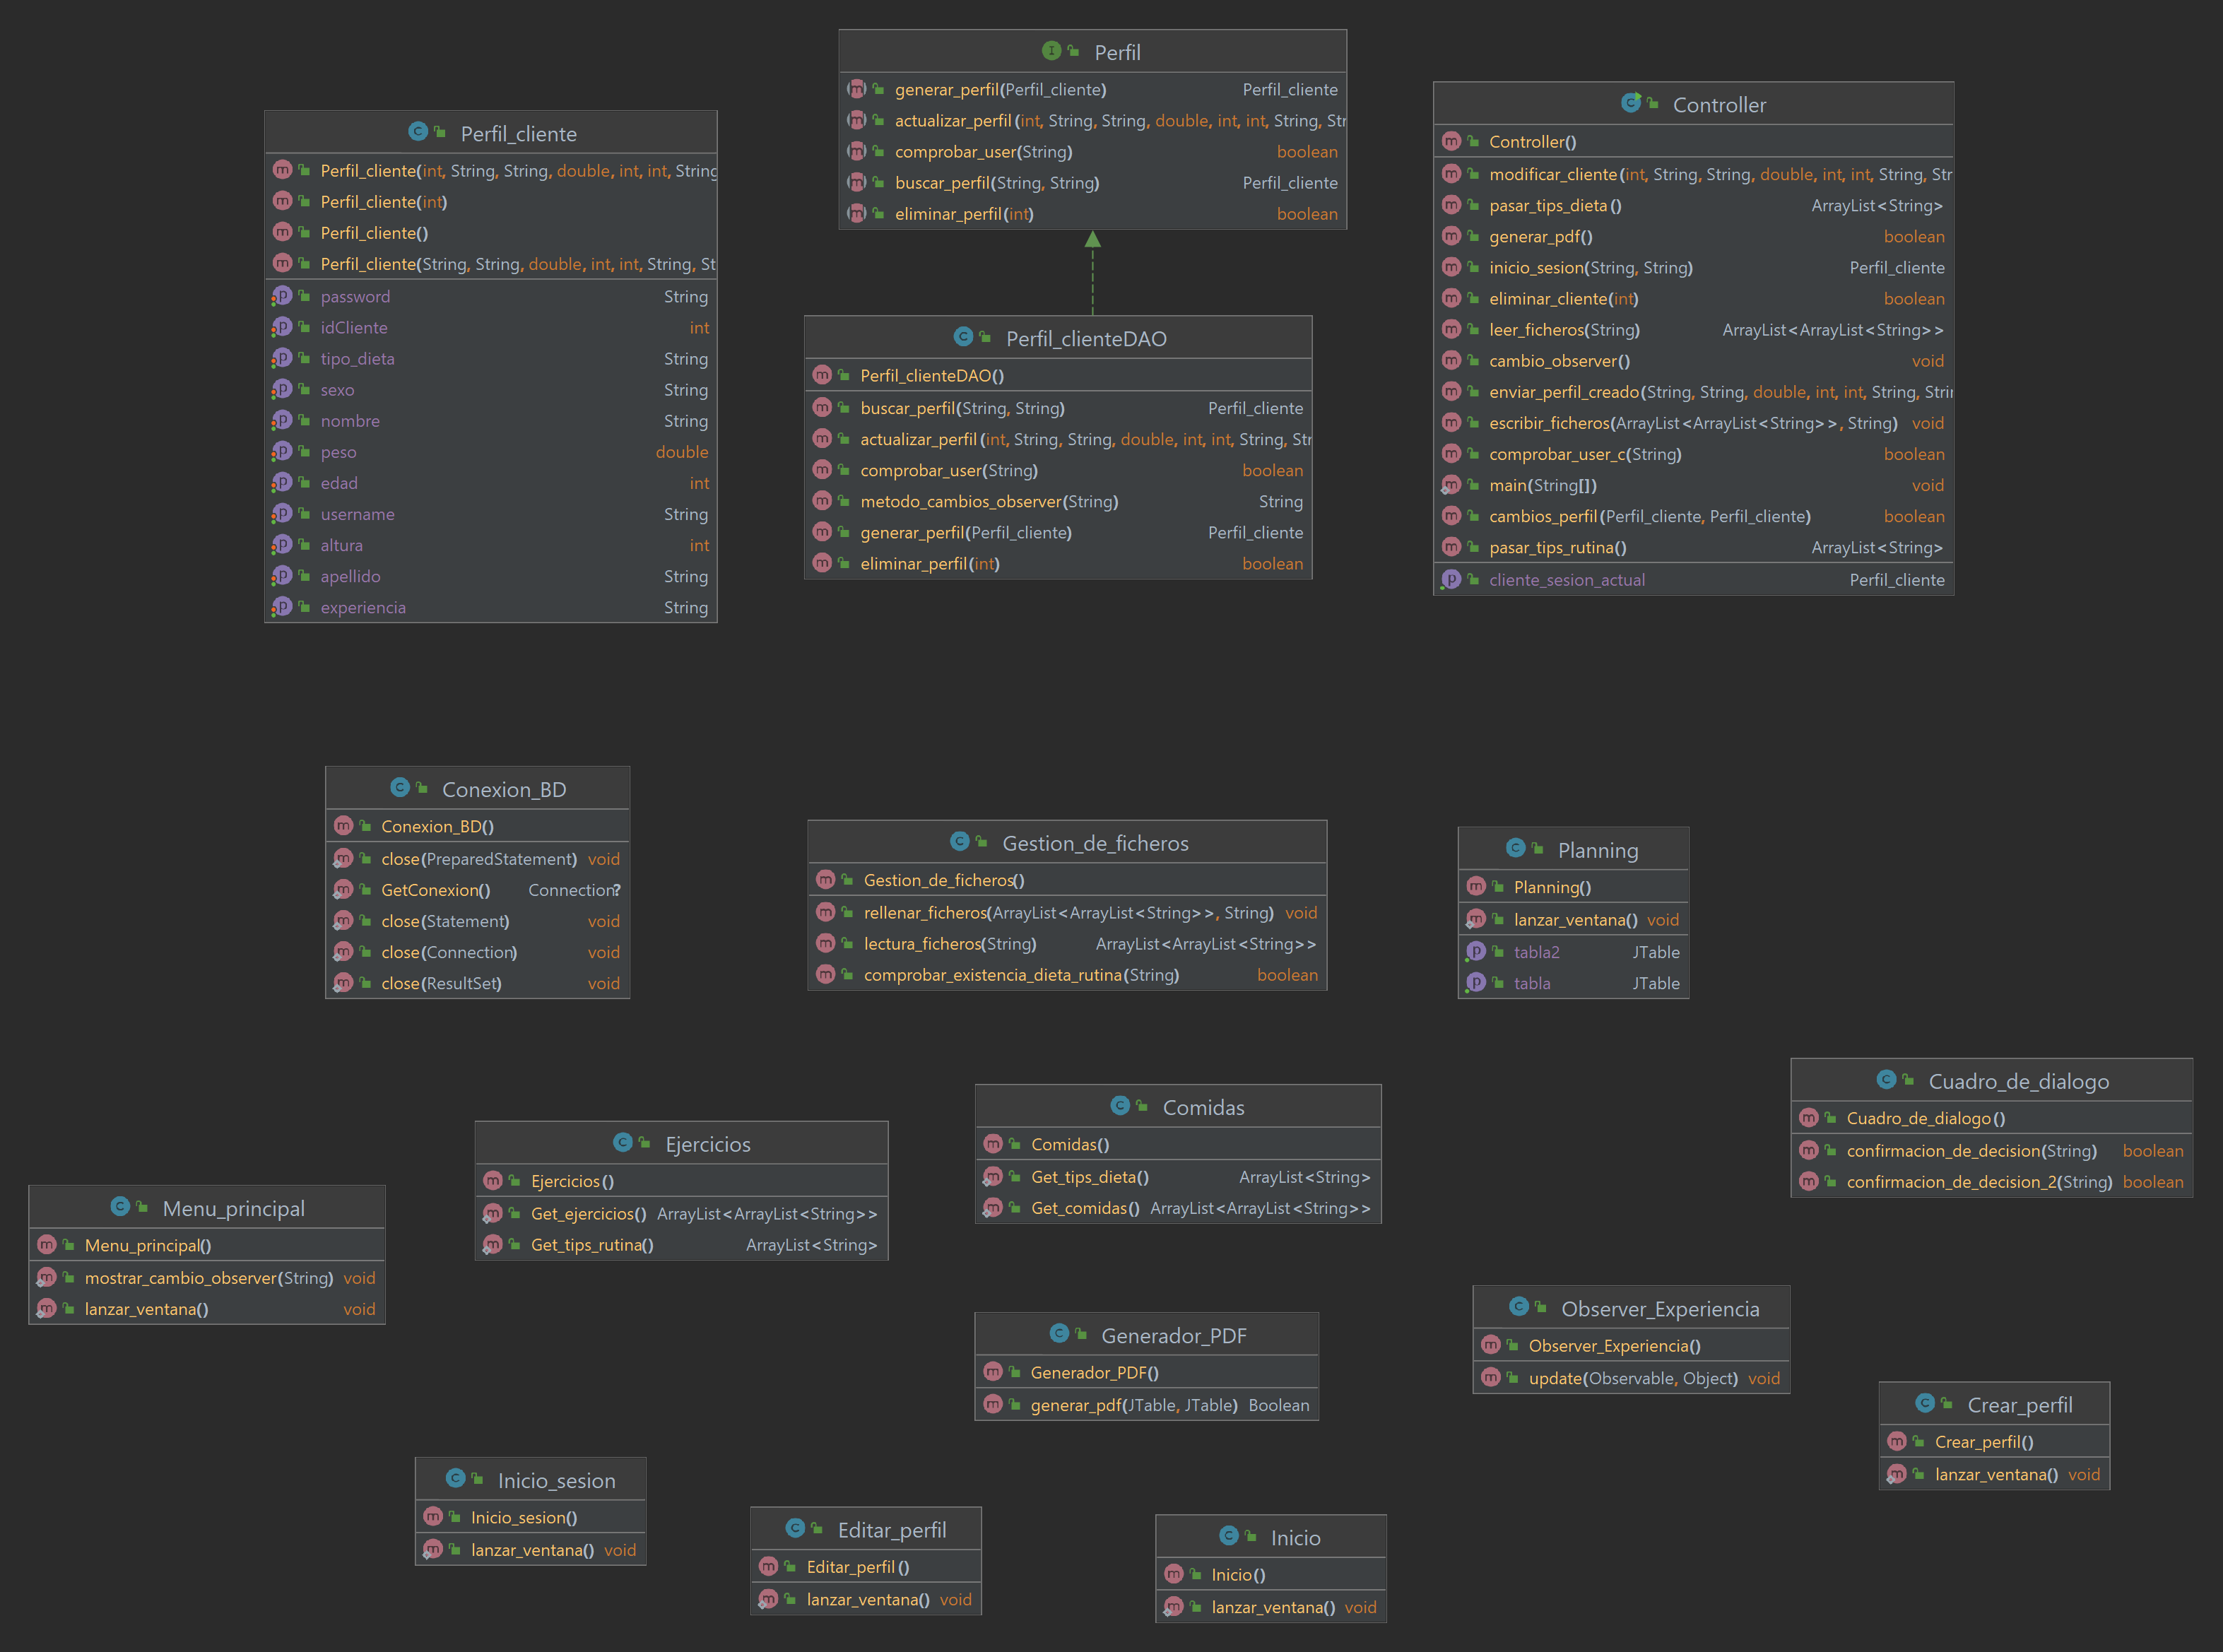 Perfil
generar_perfil(Perfil_cliente) Perfil_cliente
actualizar_perfil(int, String, String, double, int, int, String, Str
comprobar_user(String) boolean
buscar_perfil(String, String) Perfil_cliente
eliminar_perfil(int) boolean
Perfil_cliente
Perfil_cliente(int, String, String, double, int, int, String
Perfil_cliente(int)
Perfil_cliente()
Perfil_cliente(String, String, double, int, int, String, St
password String
idCliente int
tipo_dieta String
sexo String
nombre String
peso double
edad int
username String
altura int
apellido String
experiencia String
Perfil_clienteDAO
Perfil_clienteDAO()
buscar_perfil(String, String) Perfil_cliente
actualizar_perfil(int, String, String, double, int, int, String, Str
comprobar_user(String) boolean
metodo_cambios_observer(String) String
generar_perfil(Perfil_cliente) Perfil_cliente
eliminar_perfil(int) boolean
Controller
Controller()
modificar_cliente(int, String, String, double, int, int, String, Str
pasar_tips_dieta() ArrayList<String>
generar_pdf() boolean
inicio_sesion(String, String) Perfil_cliente
eliminar_cliente(int) boolean
leer_ficheros(String) ArrayList<ArrayList<String>>
cambio_observer() void
enviar_perfil_creado(String, String, double, int, int, String, Stri
escribir_ficheros(ArrayList<ArrayList<String>>, String) void
comprobar_user_c(String) boolean
main(String[]) void
cambios_perfil(Perfil_cliente, Perfil_cliente) boolean
pasar_tips_rutina() ArrayList<String>
cliente_sesion_actual Perfil_cliente
Conexion_BD
Conexion_BD()
close(PreparedStatement) void
GetConexion() Connection?
close(Statement) void
close(Connection) void
close(ResultSet) void
Gestion_de_ficheros
Gestion_de_ficheros()
rellenar_ficheros(ArrayList<ArrayList<String>>, String) void
lectura_ficheros(String) ArrayList<ArrayList<String>>
comprobar_existencia_dieta_rutina(String) boolean
Planning
Planning()
lanzar_ventana() void
tabla2 JTable
tabla JTable
Cuadro_de_dialogo
Cuadro_de_dialogo()
confirmacion_de_decision(String) boolean
confirmacion_de_decision_2(String) boolean
Comidas
Comidas()
Get_tips_dieta() ArrayList<String>
Get_comidas() ArrayList<ArrayList<String>>
Ejercicios
Ejercicios()
Get_ejercicios() ArrayList<ArrayList<String>>
Get_tips_rutina() ArrayList<String>
Menu_principal
Menu_principal()
mostrar_cambio_observer(String) void
lanzar_ventana() void
Generador_PDF
Generador_PDF()
generar_pdf(JTable, JTable) Boolean
Observer_Experiencia
Observer_Experiencia()
update(Observable, Object) void
Crear_perfil
Crear_perfil()
lanzar_ventana() void
Inicio_sesion
Inicio_sesion()
lanzar_ventana() void
Editar_perfil
Editar_perfil()
lanzar_ventana() void
Inicio
Inicio()
lanzar_ventana() void